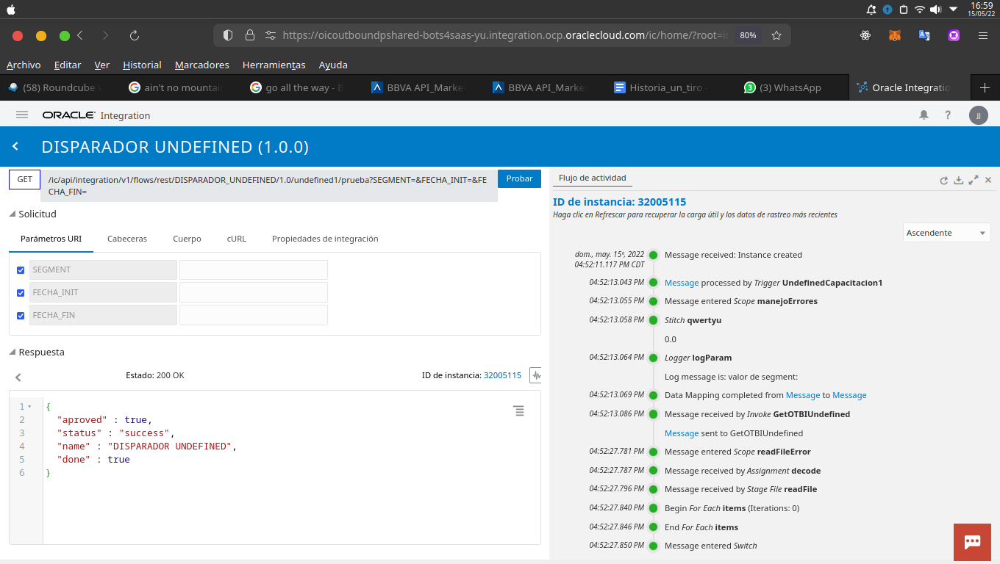 16:59
15/05/22
https://oicoutboundpshared-bots4saas-yu.integration.ocp.oraclecloud.com/ic/home/?root=i
80%
Archivo Editar Ver Historial Marcadores Herramientas Ayuda
(58) Roundcube
ain't no mountai
go all the way - B
BBVA API_Marke
BBVA API_Marke
Historia_un_tiro -
3 (3) WhatsApp
Oracle Integratio
ORACLE Integration
?
JJ
DISPARADOR UNDEFINED (1.0.0)
GET
/ic/api/integration/v1/flows/rest/DISPARADOR_UNDEFINED/1.0/undefined1/prueba?SEGMENT=&FECHA_INIT=&FE
CHA_FIN=
Probar
Solicitud
Parámetros URI Cabeceras Cuerpo cURL Propiedades de integración
SEGMENT
FECHA_INIT
FECHA_FIN
Respuesta
Estado: 200 OK ID de instancia: 32005115
1 {
2 "aproved" : true,
3 "status" : "success",
4 "name" : "DISPARADOR UNDEFINED",
5 "done" : true
6 }
Flujo de actividad
ID de instancia: 32005115
Haga clic en Refrescar para recuperar la carga útil y los datos de rastreo más recientes
Ascendente
dom., may. 15º, 2022
04:52:11.117 PM CDT
Message received: Instance created
04:52:13.043 PM Message processed by Trigger UndefinedCapacitacion1
04:52:13.055 PM Message entered Scope manejoErrores
04:52:13.058 PM Stitch qwertyu
0.0
04:52:13.064 PM Logger logParam
Log message is: valor de segment:
04:52:13.069 PM Data Mapping completed from Message to Message
04:52:13.086 PM Message received by Invoke GetOTBIUndefined
Message sent to GetOTBIUndefined
04:52:27.781 PM Message entered Scope readFileError
04:52:27.787 PM Message received by Assignment decode
04:52:27.796 PM Message received by Stage File readFile
04:52:27.840 PM Begin For Each items (Iterations: 0)
04:52:27.846 PM End For Each items
04:52:27.850 PM Message entered Switch